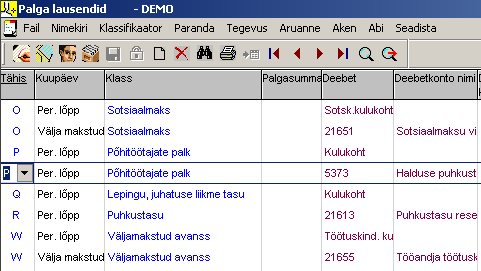 Palga lausendid - DEMO
Fail Nimekiri Klassifikaator Paranda Tegevus Aruanne Aken Abi Seadista
Tähis Kuupäev Klass Palgasumma Deebet Deebetkonto nimi
O Per. lõpp Sotsiaalmaks Sotsk.kulukoht
O Välja makstud Sotsiaalmaks 21651 Sotsiaalmaksu vi
P Per. lõpp Põhitöötajate palk Kulukoht
P Per. lõpp Põhitöötajate palk 5373 Halduse puhkust
Q Per. lõpp Lepingu, juhatuse liikme tasu Kulukoht
R Per. lõpp Puhkustasu 21613 Puhkustasu rese
W Per. lõpp Väljamakstud avanss Töötuskind. ku
W Välja makstud Väljamakstud avanss 21655 Tööandja töötusk